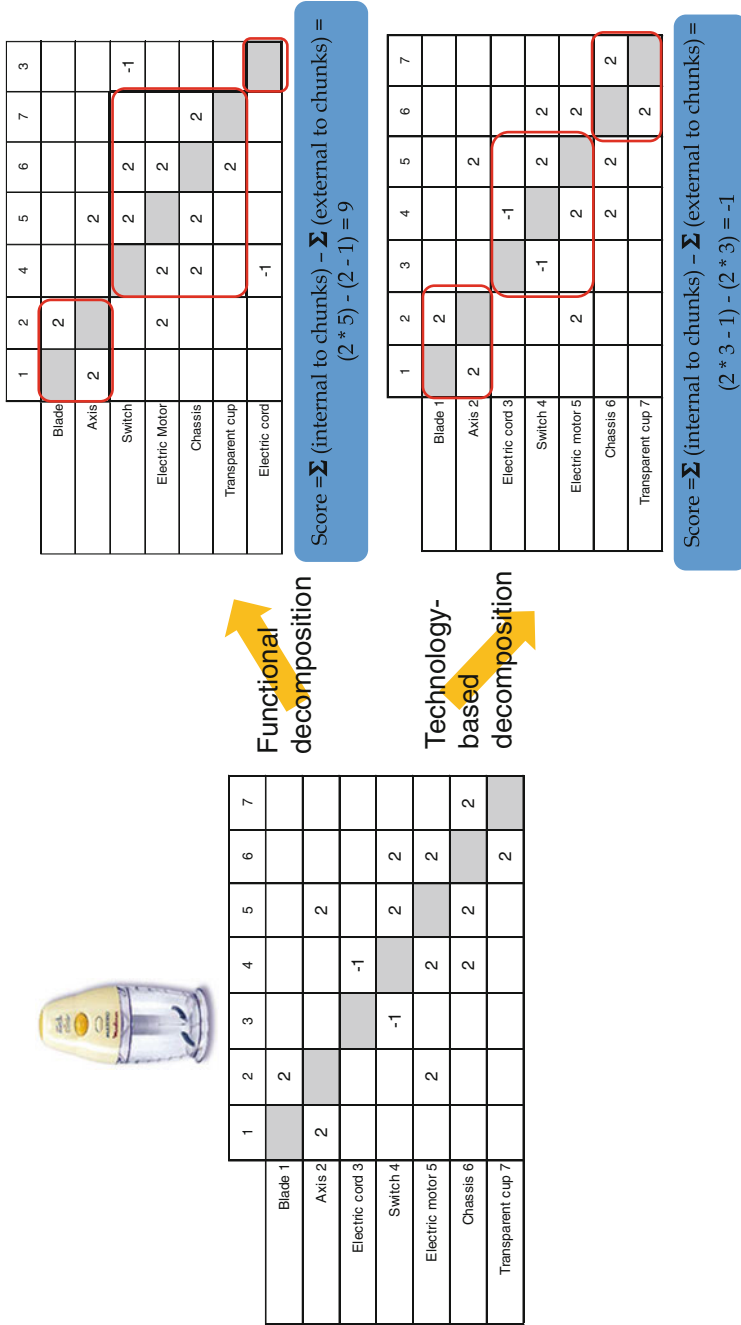 1 2 3 4 5 6 7
Blade 1 2
Axis 2 2 2
Electric cord 3 -1
Switch 4 -1 2 2
Electric motor 5 2 2 2
Chassis 6 2 2 2
Transparent cup 7 2
Functional
decomposition
Technology-
based
decomposition
1 2 4 5 6 7 3
Blade 2
Axis 2 2
Switch 2 2 -1
Electric Motor 2 2 2
Chassis 2 2 2
Transparent cup 2
Electric cord -1
Score =Σ (internal to chunks) – Σ (external to chunks) =
(2 * 5) - (2 - 1) = 9
1 2 3 4 5 6 7
Blade 1 2
Axis 2 2 2
Electric cord 3 -1
Switch 4 -1 2 2
Electric motor 5 2 2 2
Chassis 6 2 2 2
Transparent cup 7 2
Score =Σ (internal to chunks) – Σ (external to chunks) =
(2 * 3 - 1) - (2 * 3) = -1